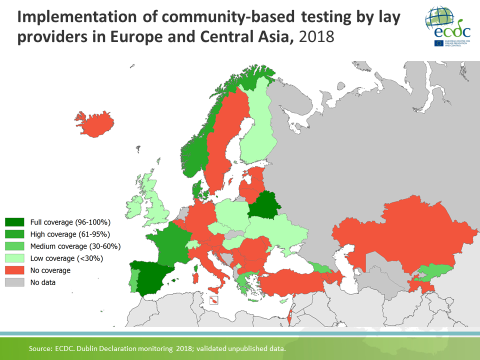 Implementation of community-based testing by lay
providers in Europe and Central Asia, 2018
ecdc
Full coverage (96-100%)
High coverage (61-95%)
Medium coverage (30-60%)
Low coverage (<30%)
No coverage
No data
Source: ECDC. Dublin Declaration monitoring 2018; validated unpublished data.